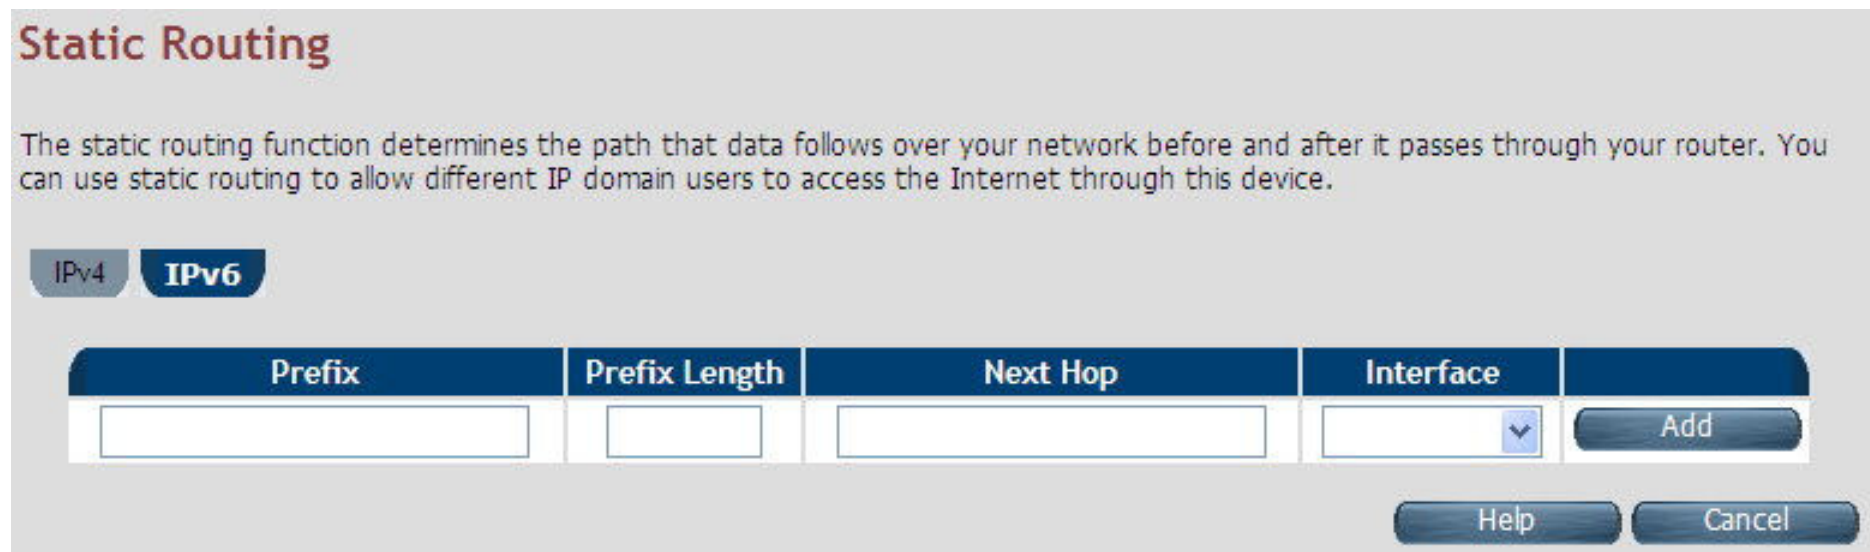 Static Routing
The static routing function determines the path that data follows over your network before and after it passes through your router. You
can use static routing to allow different IP domain users to access the Internet through this device.
IPv4 IPv6
Prefix Prefix Length Next Hop Interface
Add
Help Cancel